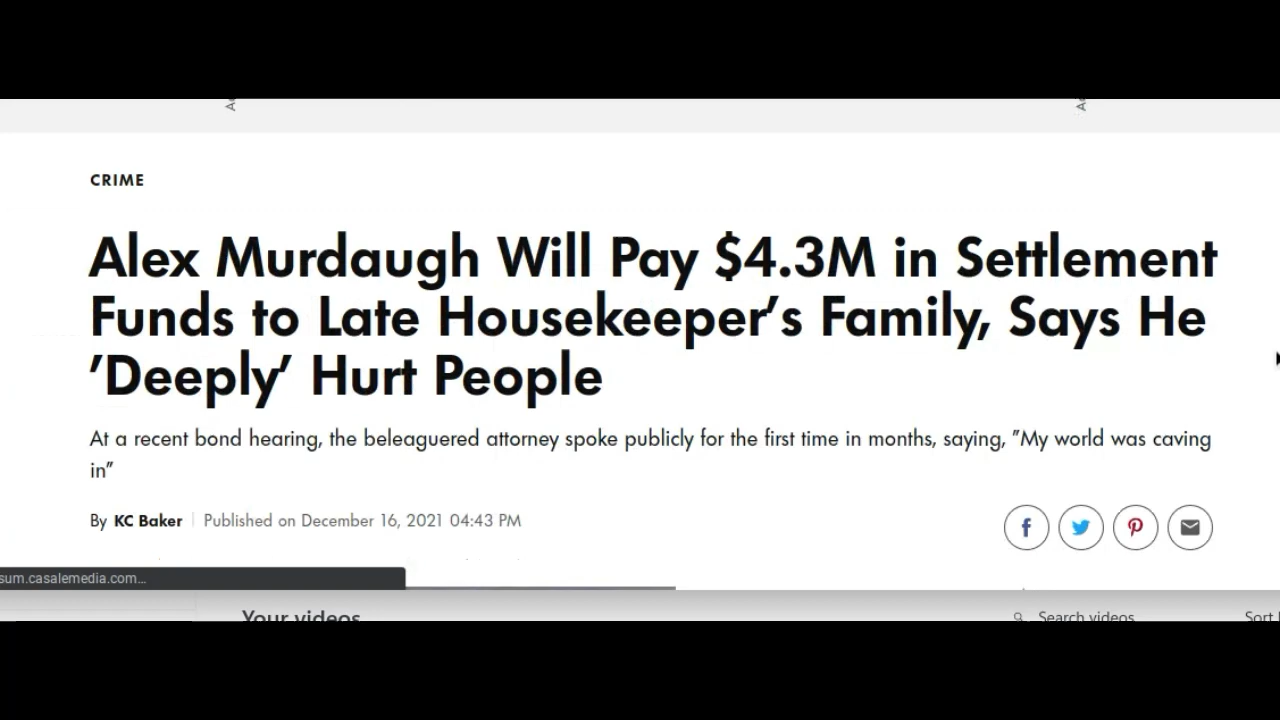 CRIME
Alex Murdaugh Will Pay $4.3M in Settlement
Funds to Late Housekeeper’s Family, Says He
’Deeply’ Hurt People
At a recent bond hearing, the beleaguered attorney spoke publicly for the first time in months, saying, ”My world was caving
in”
By KC Baker Published on December 16, 2021 04:43 PM
sum.casalemedia.com...
Your videos Search videos Sort